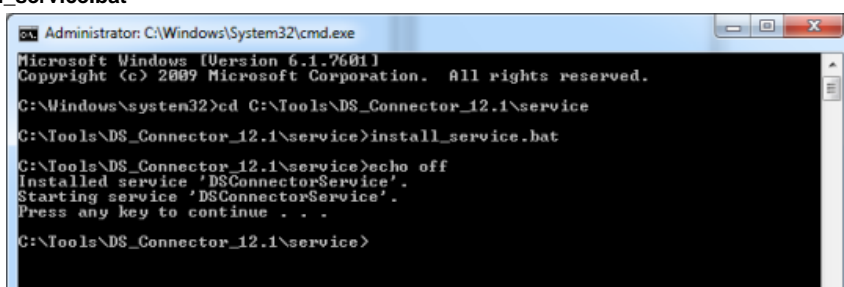 _service.bat
Administrator: C:\Windows\System32\cmd.exe
Microsoft Windows [Version 6.1.7601]
Copyright (c) 2009 Microsoft Corporation.  All rights reserved.
C:\Windows\system32>cd C:\Tools\DS_Connector_12.1\service
C:\Tools\DS_Connector_12.1\service>install_service.bat
C:\Tools\DS_Connector_12.1\service>echo off
Installed service 'DSConnectorService'.
Starting service 'DSConnectorService'.
Press any key to continue . . .
C:\Tools\DS_Connector_12.1\service>